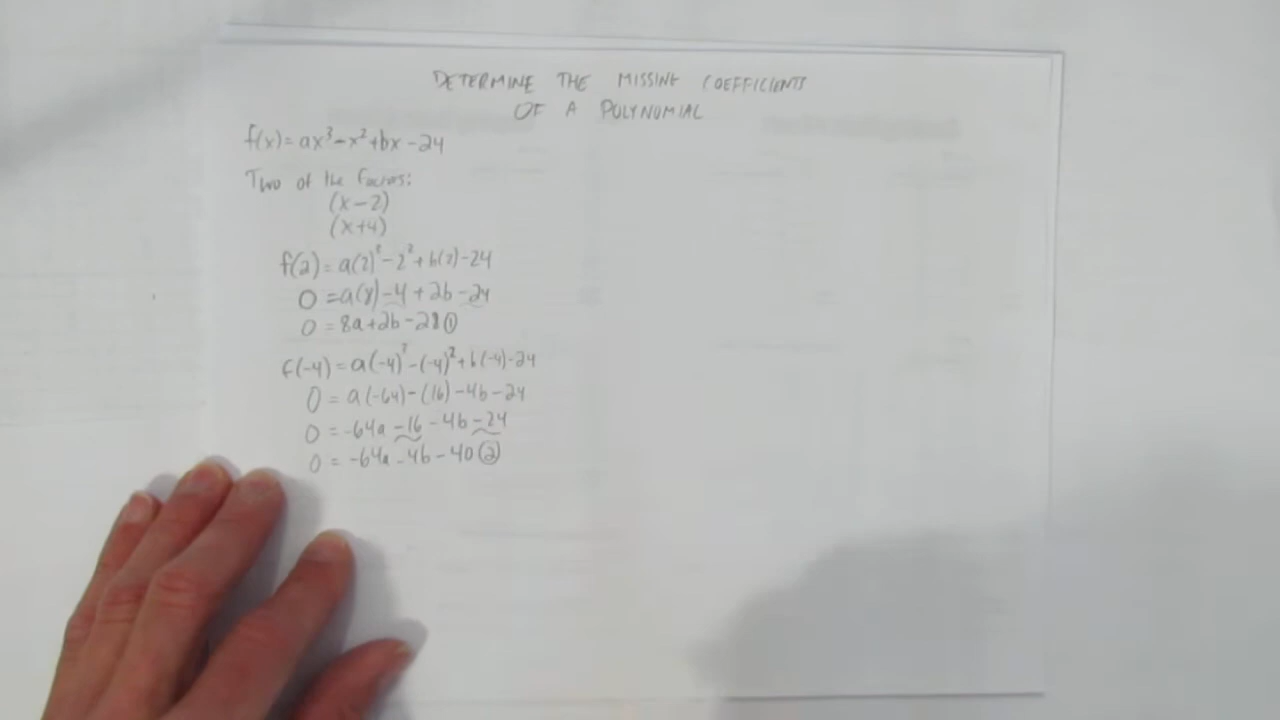 DETERMINE THE MISSING COEFFICIENTS
OF A POLYNOMIAL
f(x) = ax³ - x² + bx - 24
Two of the factors:
(x - 2)
(x + 4)
f(2) = a(2)³ - 2² + b(2) - 24
0 = a(8) - 4 + 2b - 24
0 = 8a + 2b - 28 ①
f(-4) = a(-4)³ - (-4)² + b(-4) - 24
0 = a(-64) - (16) - 4b - 24
0 = -64a - 16 - 4b - 24
0 = -64a - 4b - 40 ②